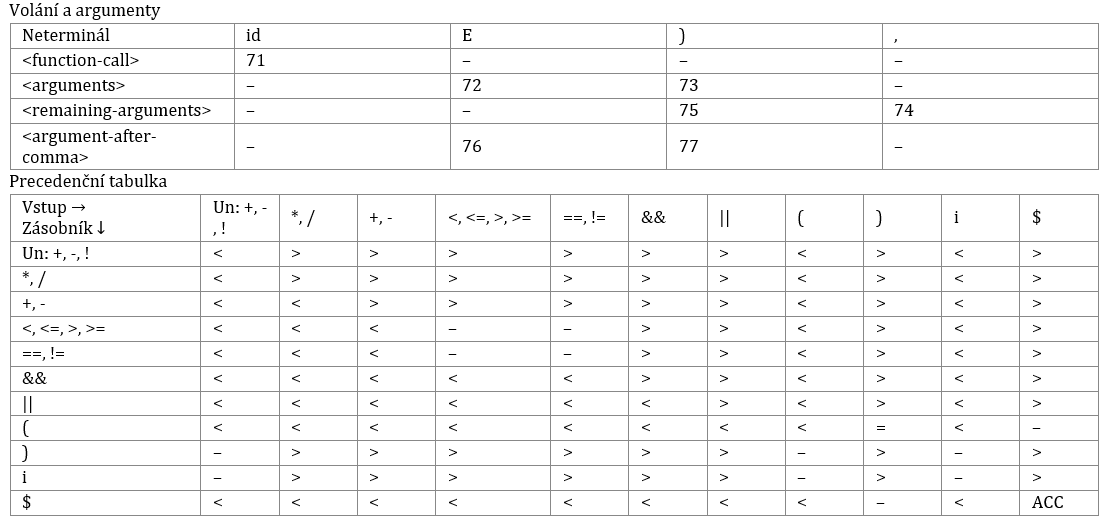 Volání a argumenty
Neterminál id E ) ,
<function-call> 71 – – –
<arguments> – 72 73 –
<remaining-arguments> – – 75 74
<argument-after-
comma> – 76 77 –
Precedenční tabulka
Vstup → Un: +, - *, / +, - <, <=, >, >= ==, != && || ( ) i $
Zásobník↓ , !
Un: +, -, ! < > > > > > > < > < >
*, / < > > > > > > < > < >
+, - < < > > > > > < > < >
<, <=, >, >= < < < – – > > < > < >
==, != < < < – – > > < > < >
&& < < < < < > > < > < >
|| < < < < < < > < > < >
( < < < < < < < < = < –
) – > > > > > > – > – >
i – > > > > > > – > – >
$ < < < < < < < < – < ACC